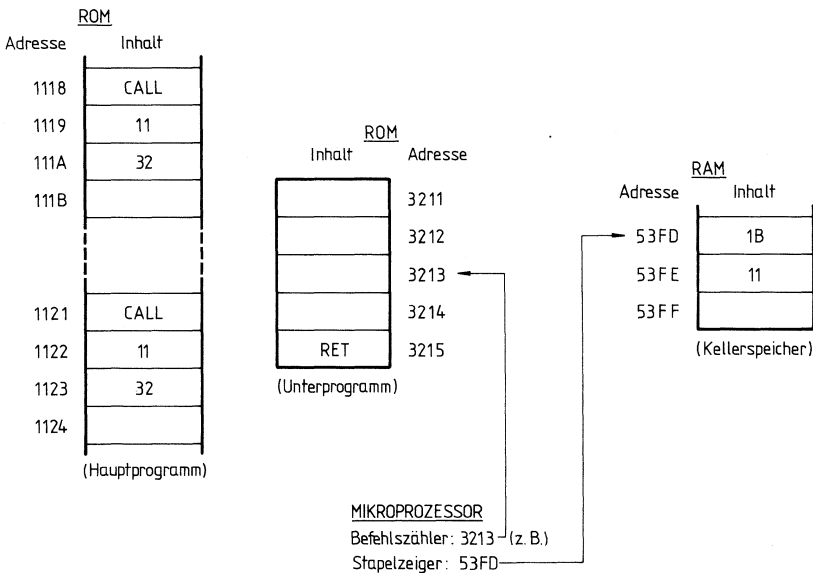 ROM
Adresse Inhalt
1118 CALL
1119 11
111A 32
111B
1121 CALL
1122 11
1123 32
1124
(Hauptprogramm)
ROM
Inhalt Adresse
3211
3212
3213
3214
RET 3215
(Unterprogramm)
RAM
Adresse Inhalt
53FD 1B
53FE 11
53FF
(Kellerspeicher)
MIKROPROZESSOR
Befehlszähler: 3213 (z.B.)
Stapelzeiger: 53FD